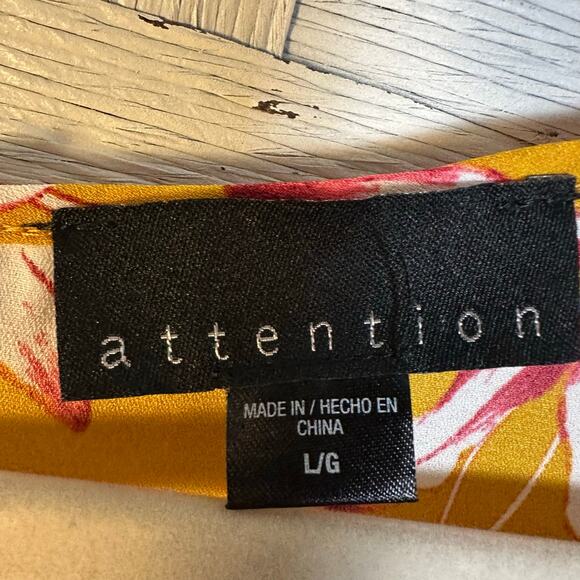 attention
MADE IN / HECHO EN
CHINA
L/G